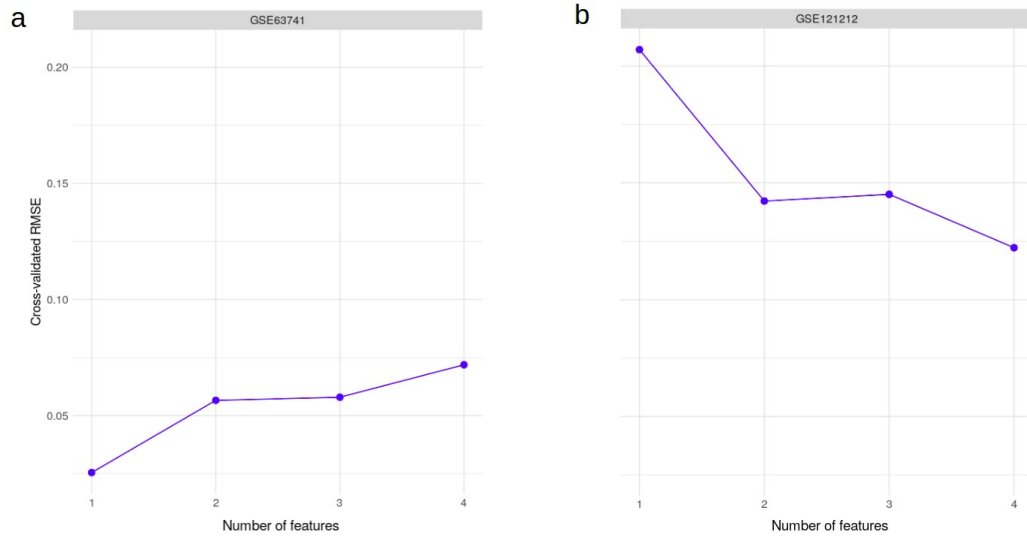 a
GSE63741
0.20
0.15
0.10
0.05
Cross-validated RMSE
1 2 3 4
Number of features
b
GSE121212
1 2 3 4
Number of features